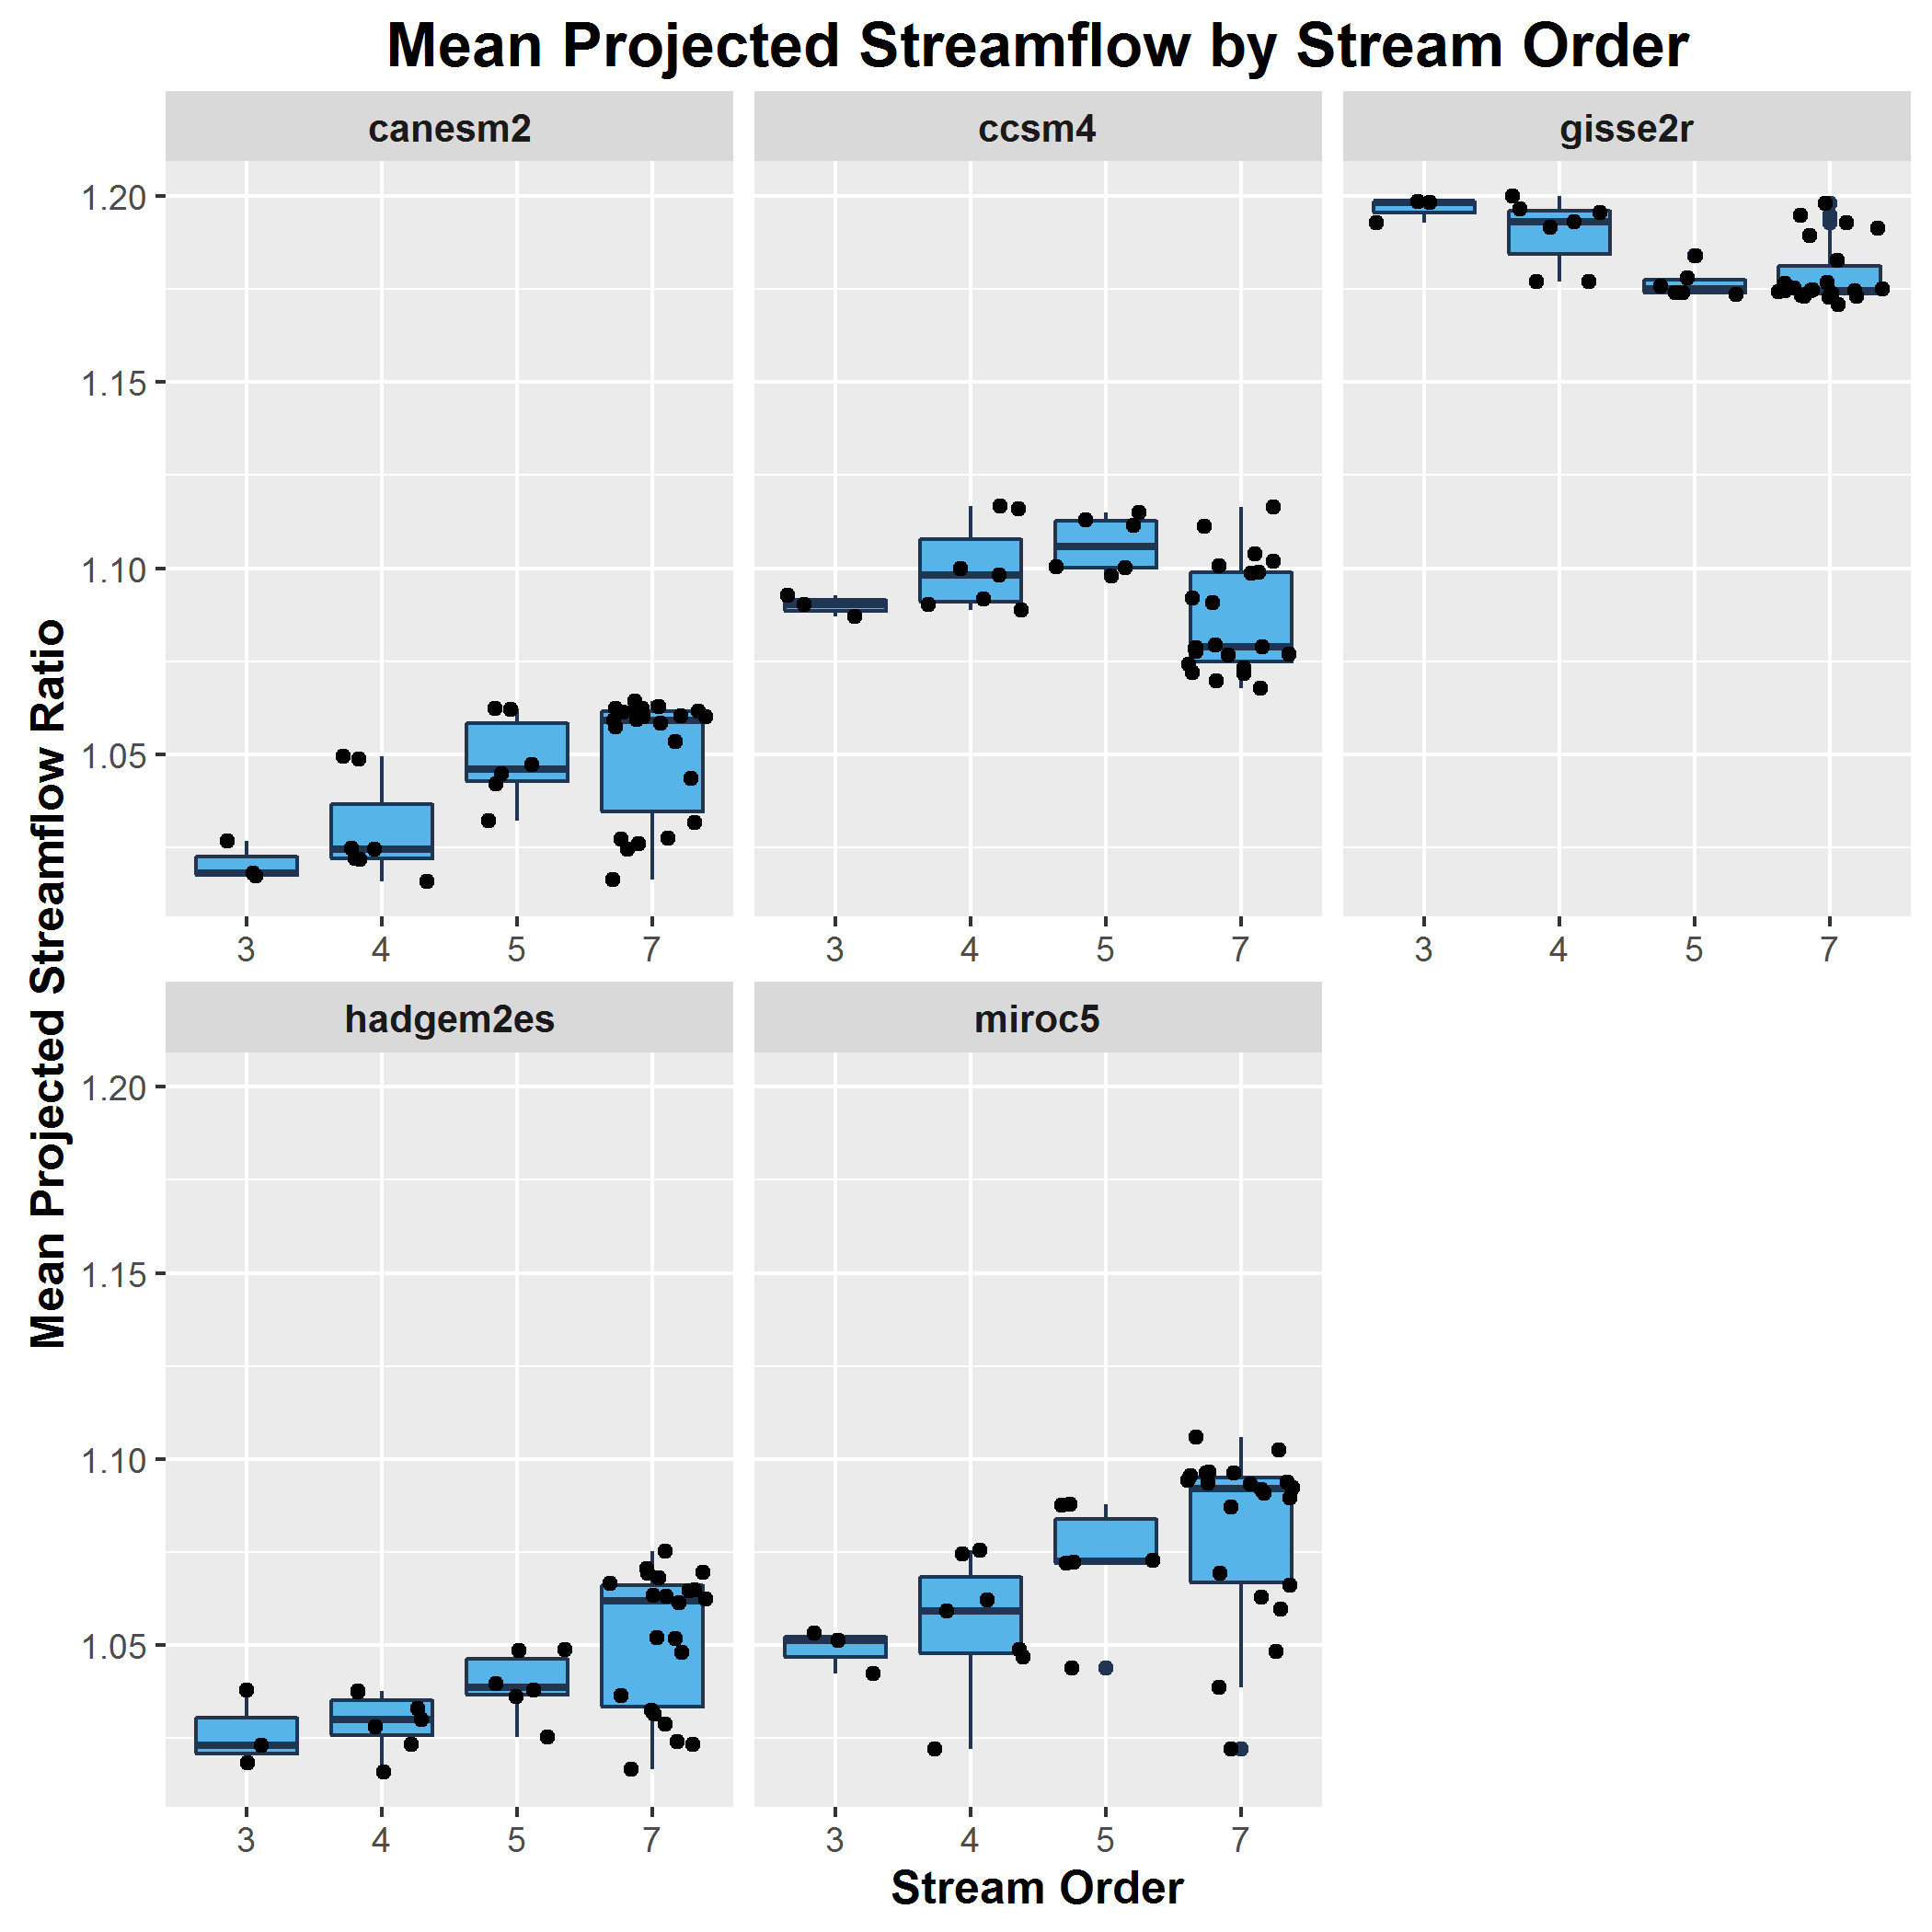 Mean Projected Streamflow by Stream Order
canesm2
ccsm4
gisse2r
1.20
1.15
1.10
1.05
3 4 5 7
3 4 5 7
3 4 5 7
Mean Projected Streamflow Ratio
hadgem2es
miroc5
1.20
1.15
1.10
1.05
3 4 5 7
3 4 5 7
Stream Order